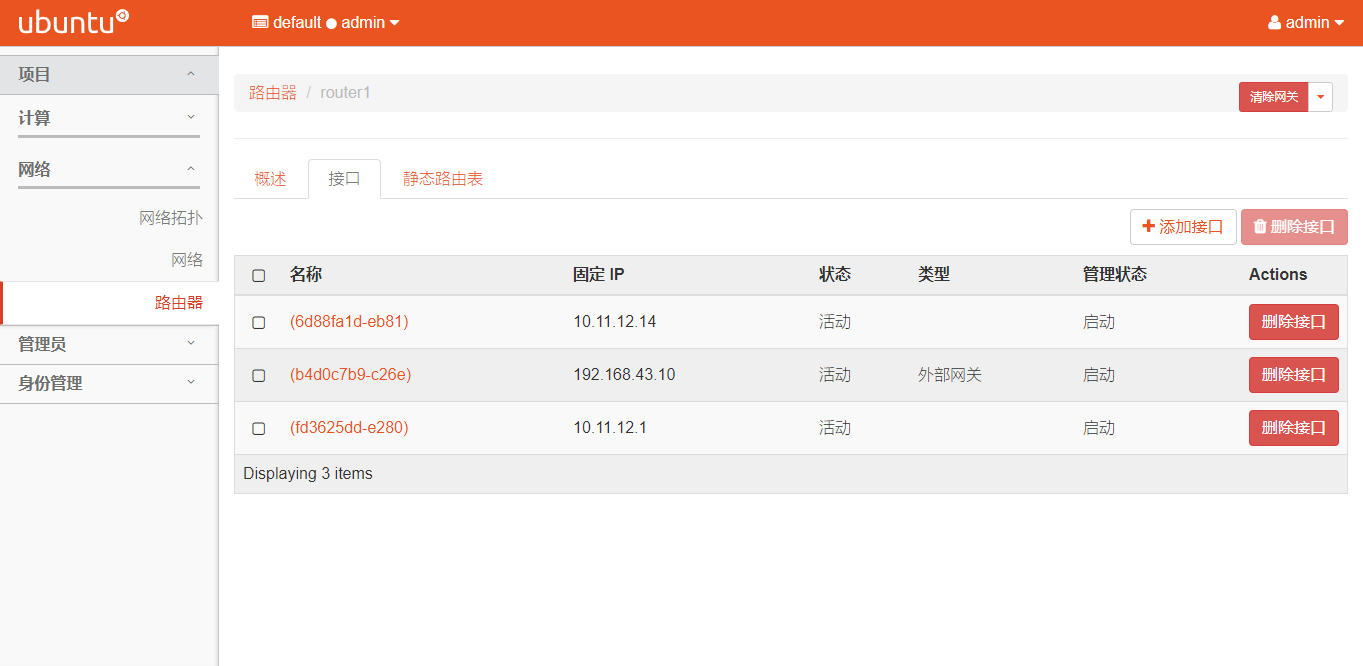 ubuntu default ● admin admin
项目
计算
网络
网络拓扑
网络
路由器
管理员
身份管理
路由器 / router1 清除网关
概述 接口 静态路由表
添加接口 删除接口
名称 固定 IP 状态 类型 管理状态 Actions
(6d88fa1d-eb81) 10.11.12.14 活动 启动 删除接口
(b4d0c7b9-c26e) 192.168.43.10 活动 外部网关 启动 删除接口
(fd3625dd-e280) 10.11.12.1 活动 启动 删除接口
Displaying 3 items